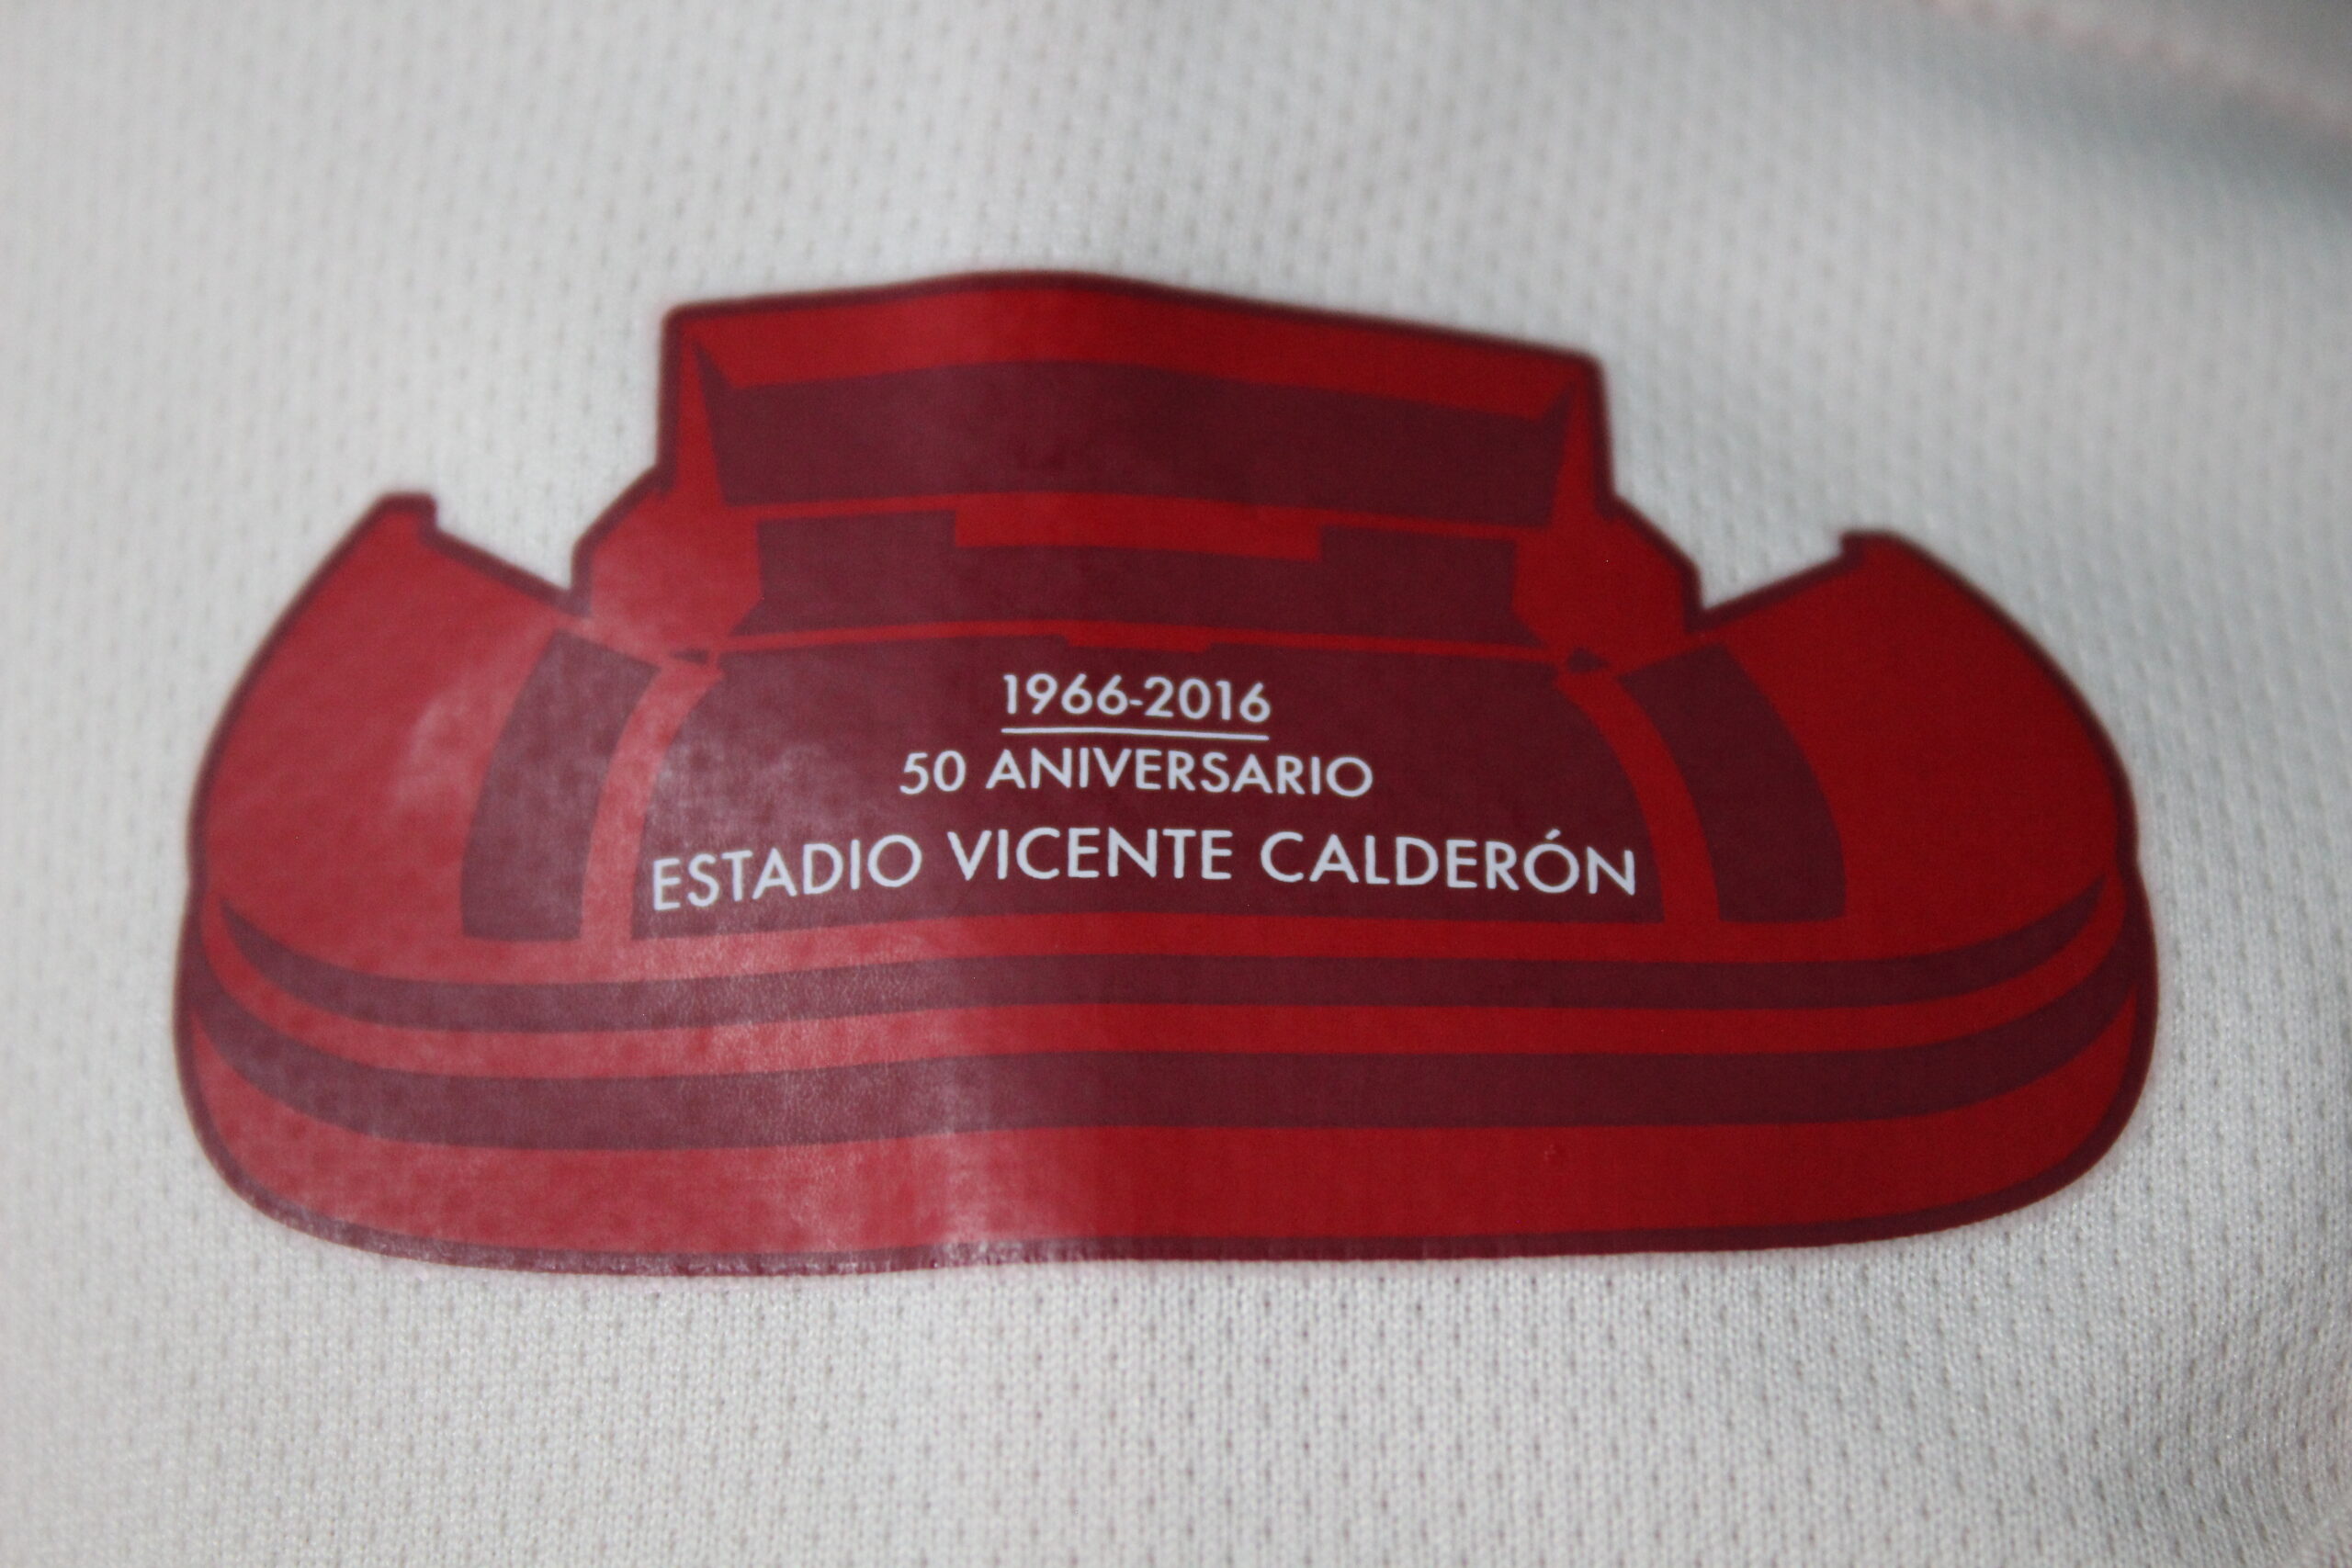 1966-2016
50 ANIVERSARIO
ESTADIO VICENTE CALDERÓN